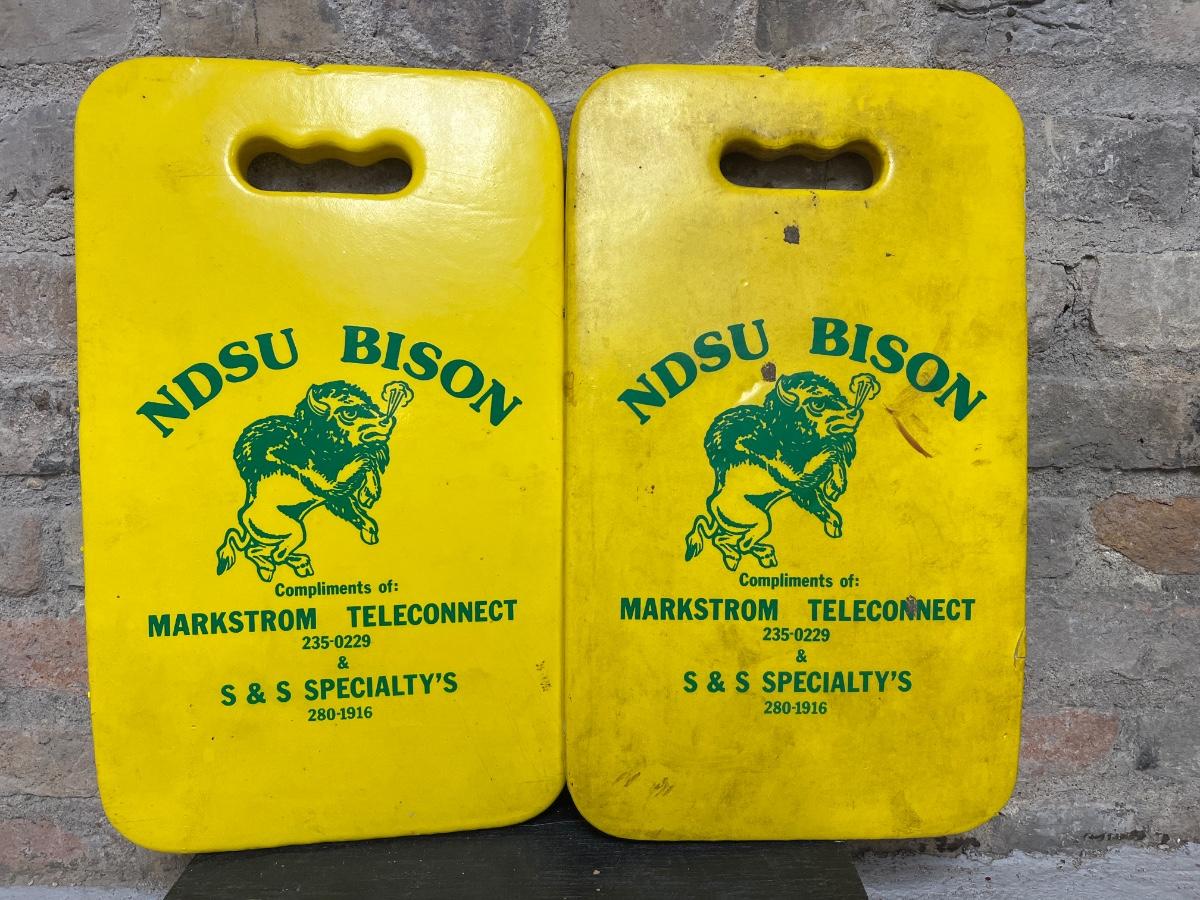 NDSU BISON
Compliments of:
MARKSTROM TELECONNECT
235-0229
&
S & S SPECIALTY'S
280-1916
NDSU BISON
Compliments of:
MARKSTROM TELECONNECT
235-0229
&
S & S SPECIALTY'S
280-1916